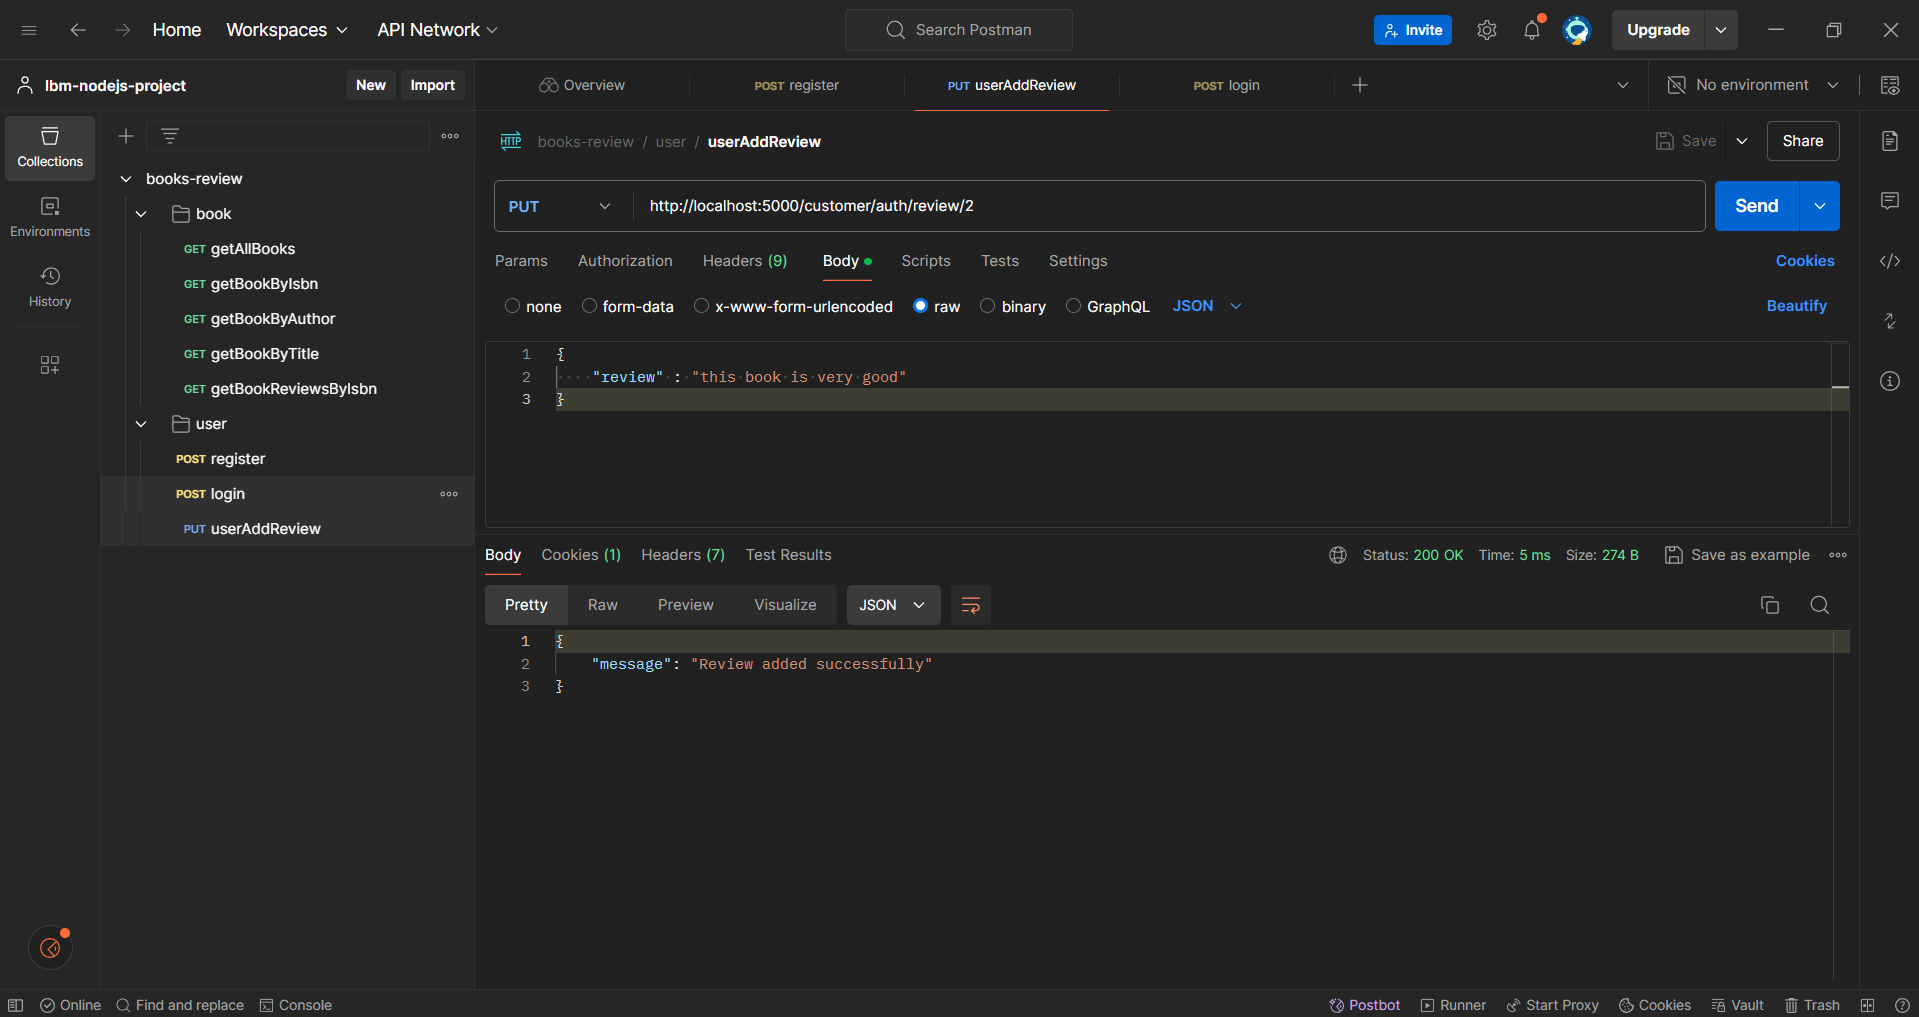 Home Workspaces API Network Search Postman Invite Upgrade
lbm-nodejs-project New Import
Overview POST register PUT userAddReview POST login No environment
Collections
Environments
History
books-review
book
GET getAllBooks
GET getBookByIsbn
GET getBookByAuthor
GET getBookByTitle
GET getBookReviewsByIsbn
user
POST register
POST login
PUT userAddReview
HTTP books-review / user / userAddReview Save Share
PUT http://localhost:5000/customer/auth/review/2 Send
Params Authorization Headers (9) Body Scripts Tests Settings Cookies
none form-data x-www-form-urlencoded raw binary GraphQL JSON Beautify
1 {
2 "review" : "this book is very good"
3 }
Body Cookies (1) Headers (7) Test Results Status: 200 OK Time: 5 ms Size: 274 B Save as example
Pretty Raw Preview Visualize JSON
1 {
2 "message": "Review added successfully"
3 }
Online Find and replace Console Postbot Runner Start Proxy Cookies Vault Trash